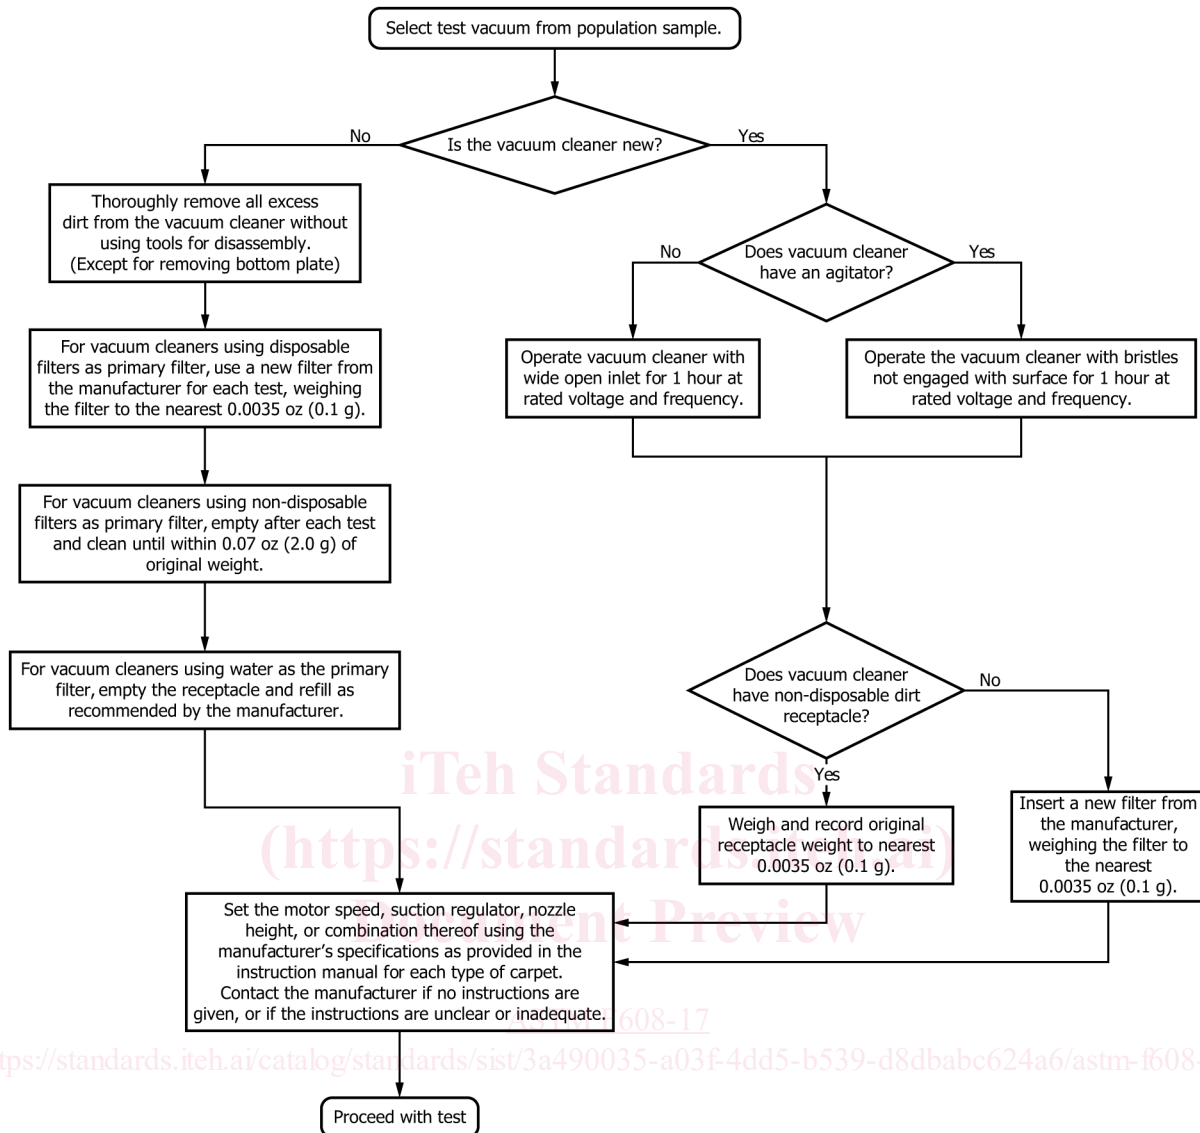 Select test vacuum from population sample.
Is the vacuum cleaner new?
No
Yes
Thoroughly remove all excess
dirt from the vacuum cleaner without
using tools for disassembly.
(Except for removing bottom plate)
For vacuum cleaners using disposable
filters as primary filter, use a new filter from
the manufacturer for each test, weighing
the filter to the nearest 0.0035 oz (0.1 g).
For vacuum cleaners using non-disposable
filters as primary filter, empty after each test
and clean until within 0.07 oz (2.0 g) of
original weight.
For vacuum cleaners using water as the primary
filter, empty the receptacle and refill as
recommended by the manufacturer.
Does vacuum cleaner
have an agitator?
No
Yes
Operate vacuum cleaner with
wide open inlet for 1 hour at
rated voltage and frequency.
Operate the vacuum cleaner with bristles
not engaged with surface for 1 hour at
rated voltage and frequency.
Does vacuum cleaner
have non-disposable dirt
receptacle?
No
Yes
Weigh and record original
receptacle weight to nearest
0.0035 oz (0.1 g).
Insert a new filter from
the manufacturer,
weighing the filter to
the nearest
0.0035 oz (0.1 g).
Set the motor speed, suction regulator, nozzle
height, or combination thereof using the
manufacturer’s specifications as provided in the
instruction manual for each type of carpet.
Contact the manufacturer if no instructions are
given, or if the instructions are unclear or inadequate.
Proceed with test
iTeh Standards
(https://standards.iteh.ai)
Document Preview
ASTM F608-17
tps://standards.iteh.ai/catalog/standards/sist/3a490035-a03f-4dd5-b539-d8dbabc624a6/astm-f608-